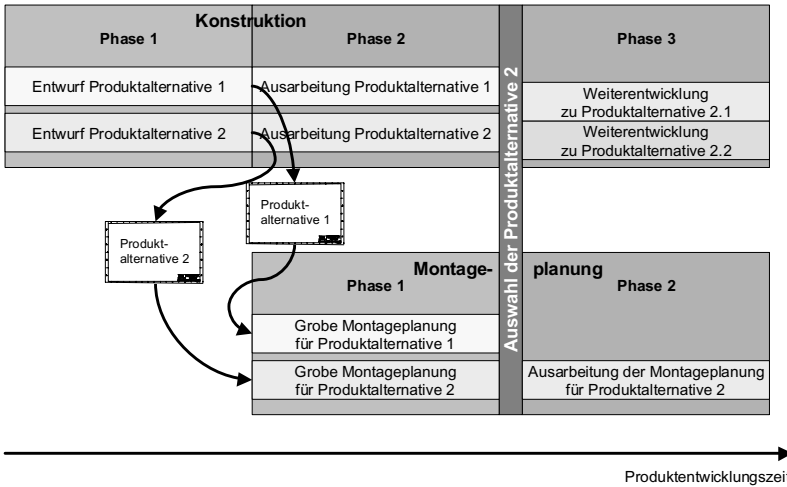 Konstruktion
Phase 1
Phase 2
Phase 3
Entwurf Produktalternative 1
Ausarbeitung Produktalternative 1
Entwurf Produktalternative 2
Ausarbeitung Produktalternative 2
Auswahl der Produktalternative 2
Weiterentwicklung
zu Produktalternative 2.1
Weiterentwicklung
zu Produktalternative 2.2
Produkt-
alternative 1
Produkt-
alternative 2
Montage- planung
Phase 1
Phase 2
Grobe Montageplanung
für Produktalternative 1
Grobe Montageplanung
für Produktalternative 2
Ausarbeitung der Montageplanung
für Produktalternative 2
Produktentwicklungszeit